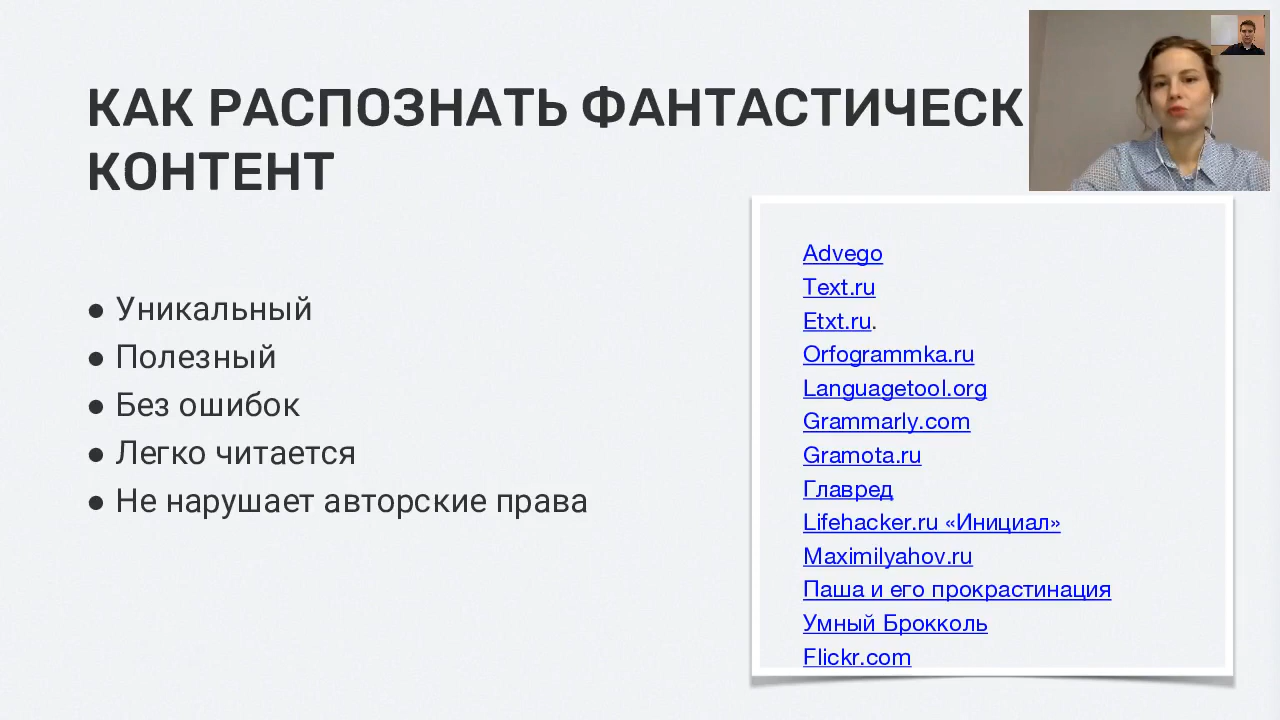 КАК РАСПОЗНАТЬ ФАНТАСТИЧЕСК
КОНТЕНТ
● Уникальный
● Полезный
● Без ошибок
● Легко читается
● Не нарушает авторские права
Advego
Text.ru
Etxt.ru.
Orfogrammka.ru
Languagetool.org
Grammarly.com
Gramota.ru
Главред
Lifehacker.ru «Инициал»
Maximilyahov.ru
Паша и его прокрастинация
Умный Брокколь
Flickr.com